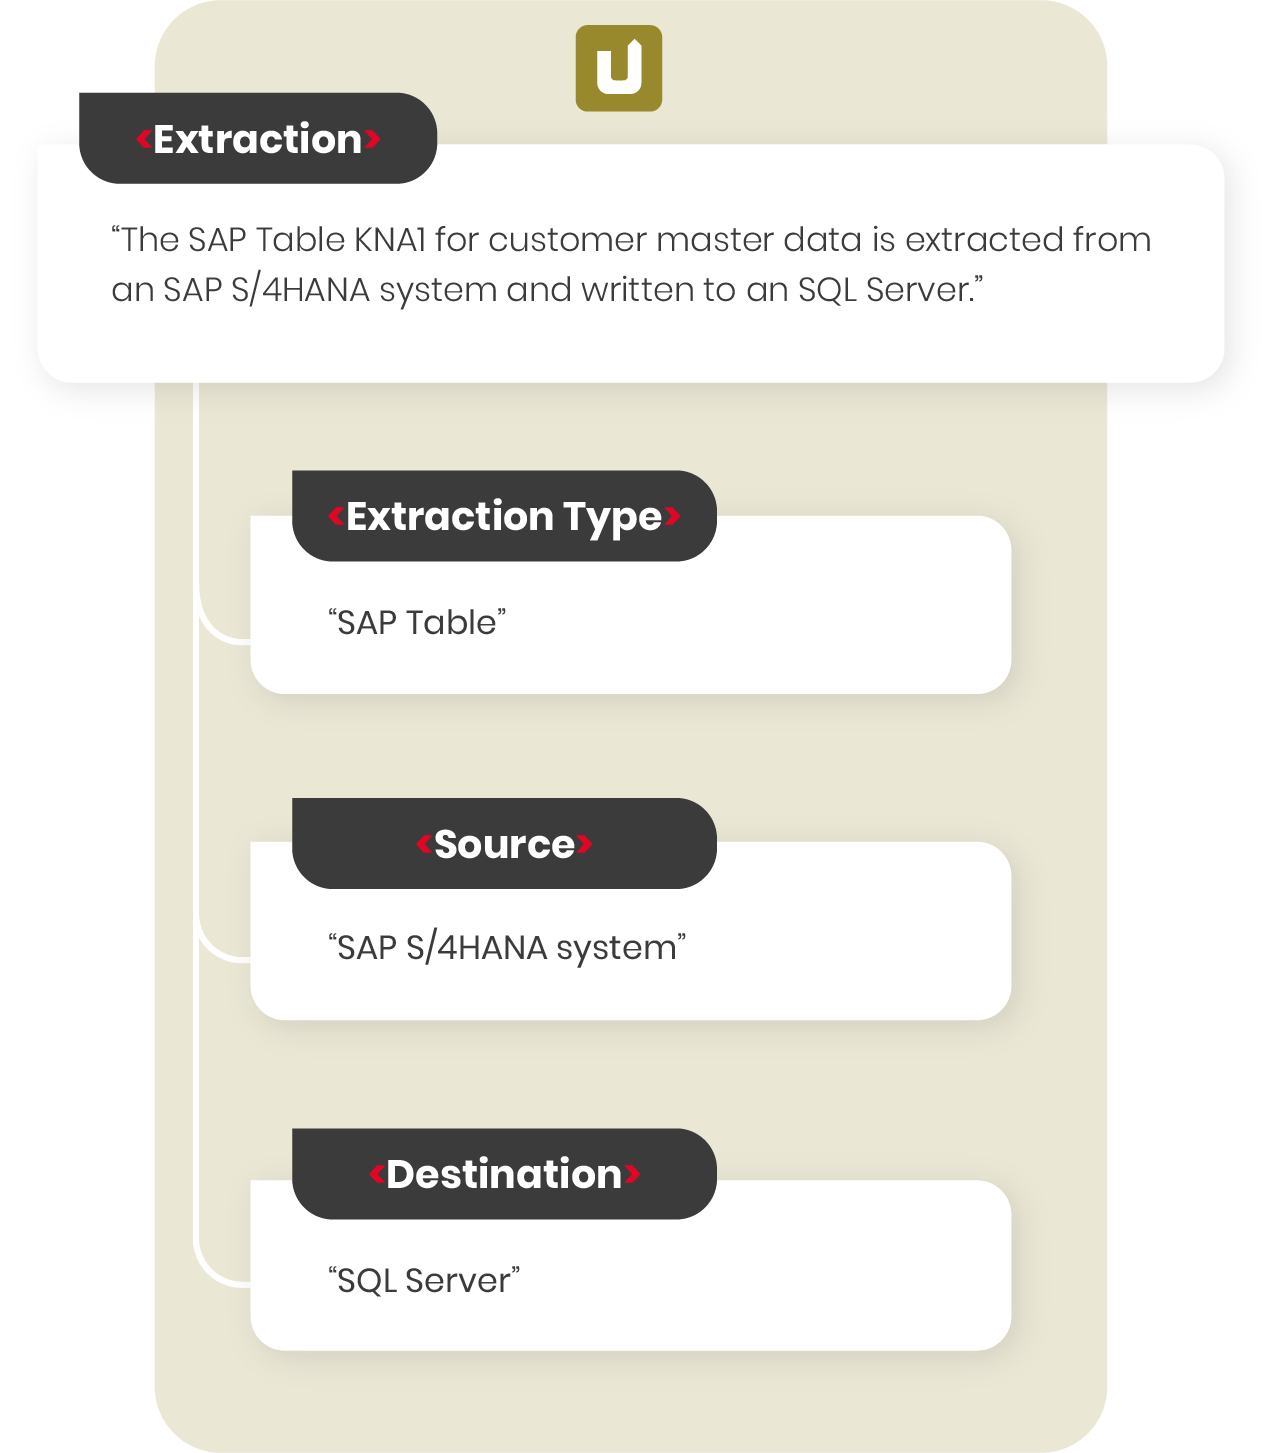 <Extraction>
“The SAP Table KNA1 for customer master data is extracted from
an SAP S/4HANA system and written to an SQL Server.”
<Extraction Type>
“SAP Table”
<Source>
“SAP S/4HANA system”
<Destination>
“SQL Server”